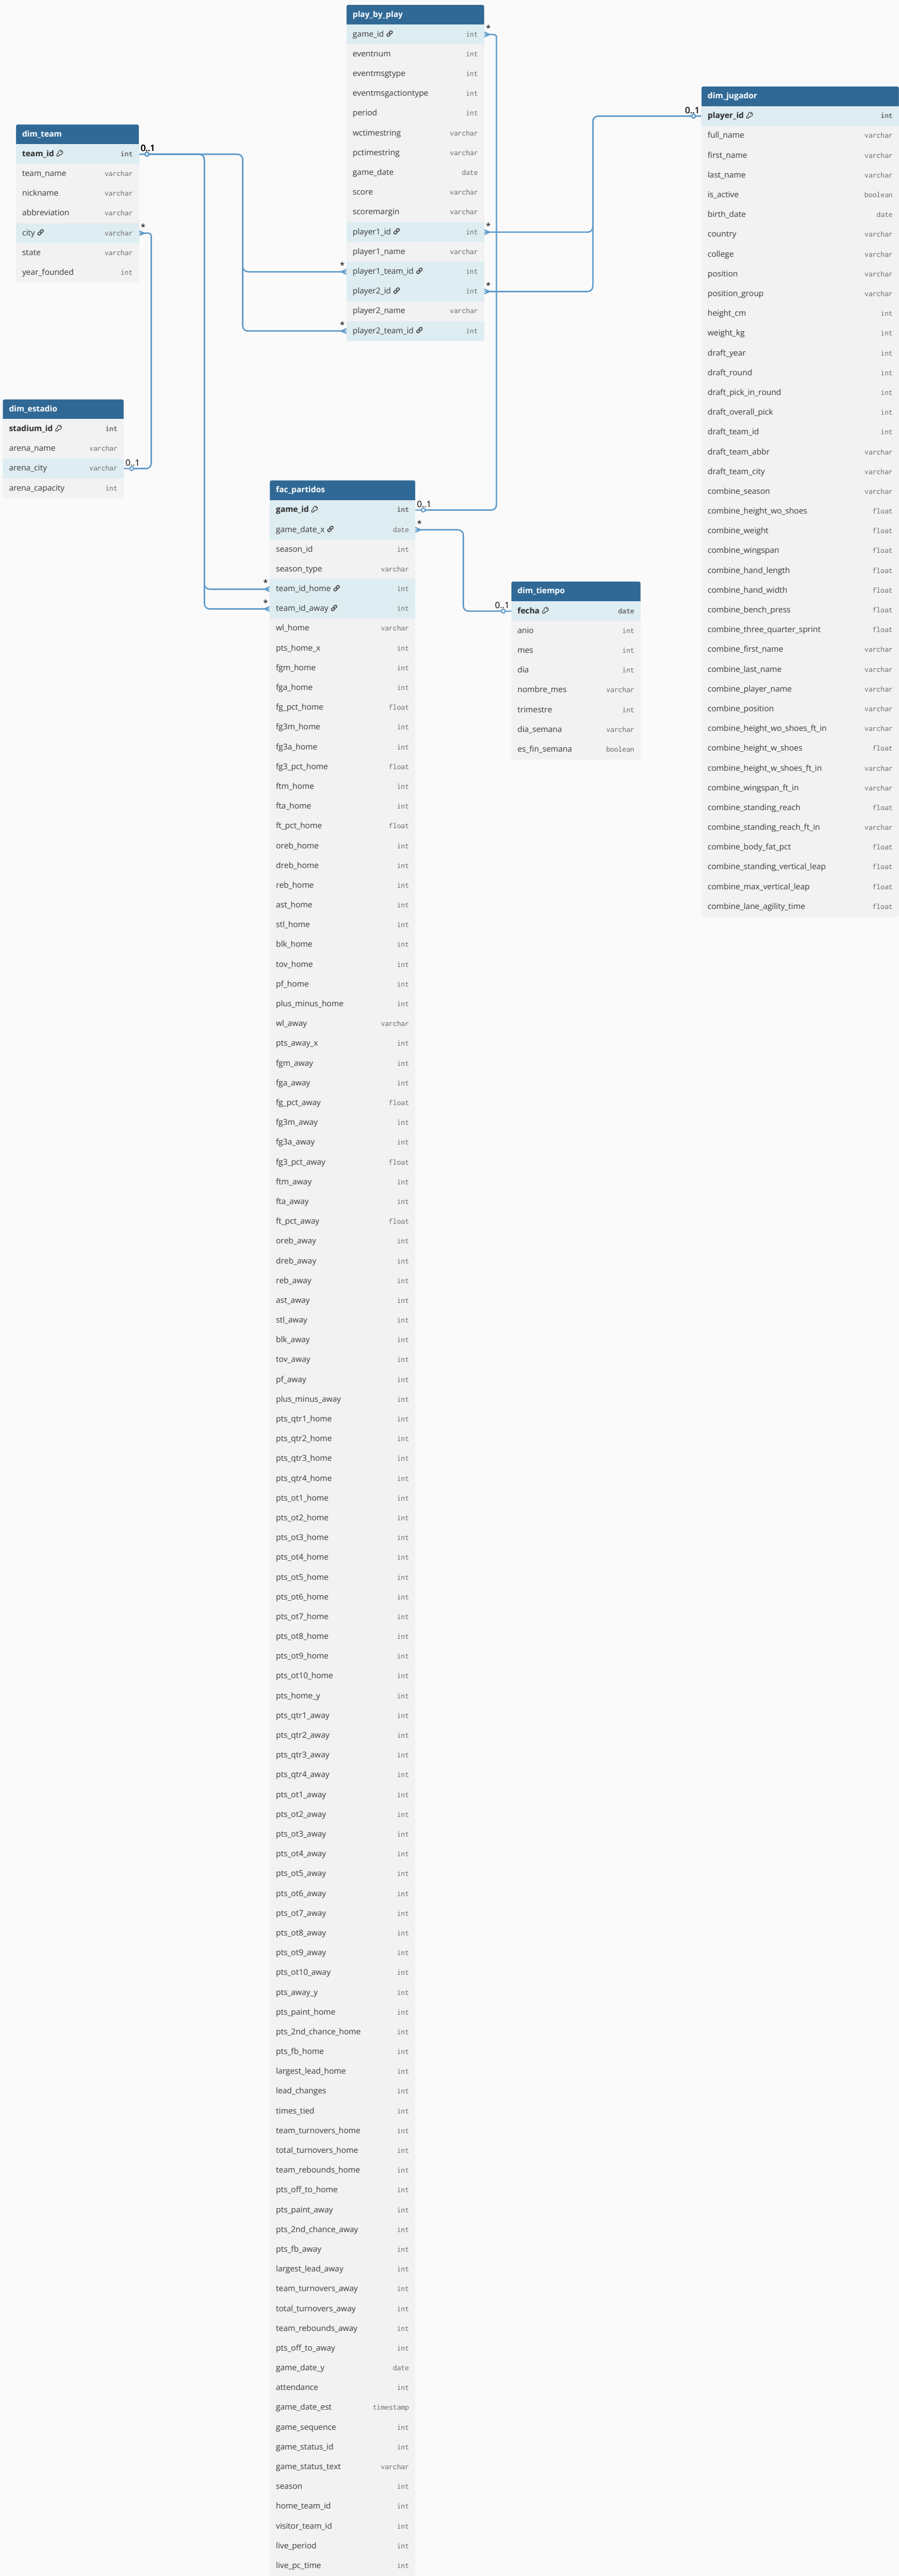 play_by_play
game_id int
eventnum int
eventmsgtype int
eventmsgactiontype int
period int
wctimestring varchar
pctimestring varchar
game_date date
score varchar
scoremargin varchar
player1_id int
player1_name varchar
player1_team_id int
player2_id int
player2_name varchar
player2_team_id int
*
*
*
*
*
dim_jugador
player_id int
full_name varchar
first_name varchar
last_name varchar
is_active boolean
birth_date date
country varchar
college varchar
position varchar
position_group varchar
height_cm int
weight_kg int
draft_year int
draft_round int
draft_pick_in_round int
draft_overall_pick int
draft_team_id int
draft_team_abbr varchar
draft_team_city varchar
combine_season varchar
combine_height_wo_shoes float
combine_weight float
combine_wingspan float
combine_hand_length float
combine_hand_width float
combine_bench_press float
combine_three_quarter_sprint float
combine_first_name varchar
combine_last_name varchar
combine_player_name varchar
combine_position varchar
combine_height_wo_shoes_ft_in varchar
combine_height_w_shoes float
combine_height_w_shoes_ft_in varchar
combine_wingspan_ft_in varchar
combine_standing_reach float
combine_standing_reach_ft_in varchar
combine_body_fat_pct float
combine_standing_vertical_leap float
combine_max_vertical_leap float
combine_lane_agility_time float
0..1
dim_team
team_id int
team_name varchar
nickname varchar
abbreviation varchar
city varchar
state varchar
year_founded int
0..1
*
dim_estadio
stadium_id int
arena_name varchar
arena_city varchar
arena_capacity int
0..1
fac_partidos
game_id int
game_date_x date
season_id int
season_type varchar
team_id_home int
team_id_away int
wl_home varchar
pts_home_x int
fgm_home int
fga_home int
fg_pct_home float
fg3m_home int
fg3a_home int
fg3_pct_home float
ftm_home int
fta_home int
ft_pct_home float
oreb_home int
dreb_home int
reb_home int
ast_home int
stl_home int
blk_home int
tov_home int
pf_home int
plus_minus_home int
wl_away varchar
pts_away_x int
fgm_away int
fga_away int
fg_pct_away float
fg3m_away int
fg3a_away int
fg3_pct_away float
ftm_away int
fta_away int
ft_pct_away float
oreb_away int
dreb_away int
reb_away int
ast_away int
stl_away int
blk_away int
tov_away int
pf_away int
plus_minus_away int
pts_qtr1_home int
pts_qtr2_home int
pts_qtr3_home int
pts_qtr4_home int
pts_ot1_home int
pts_ot2_home int
pts_ot3_home int
pts_ot4_home int
pts_ot5_home int
pts_ot6_home int
pts_ot7_home int
pts_ot8_home int
pts_ot9_home int
pts_ot10_home int
pts_home_y int
pts_qtr1_away int
pts_qtr2_away int
pts_qtr3_away int
pts_qtr4_away int
pts_ot1_away int
pts_ot2_away int
pts_ot3_away int
pts_ot4_away int
pts_ot5_away int
pts_ot6_away int
pts_ot7_away int
pts_ot8_away int
pts_ot9_away int
pts_ot10_away int
pts_away_y int
pts_paint_home int
pts_2nd_chance_home int
pts_fb_home int
largest_lead_home int
lead_changes int
times_tied int
team_turnovers_home int
total_turnovers_home int
team_rebounds_home int
pts_off_to_home int
pts_paint_away int
pts_2nd_chance_away int
pts_fb_away int
largest_lead_away int
team_turnovers_away int
total_turnovers_away int
team_rebounds_away int
pts_off_to_away int
game_date_y date
attendance int
game_date_est timestamp
game_sequence int
game_status_id int
game_status_text varchar
season int
home_team_id int
visitor_team_id int
live_period int
live_pc_time int
0..1
*
*
*
dim_tiempo
fecha date
anio int
mes int
dia int
nombre_mes varchar
trimestre int
dia_semana varchar
es_fin_semana boolean
0..1